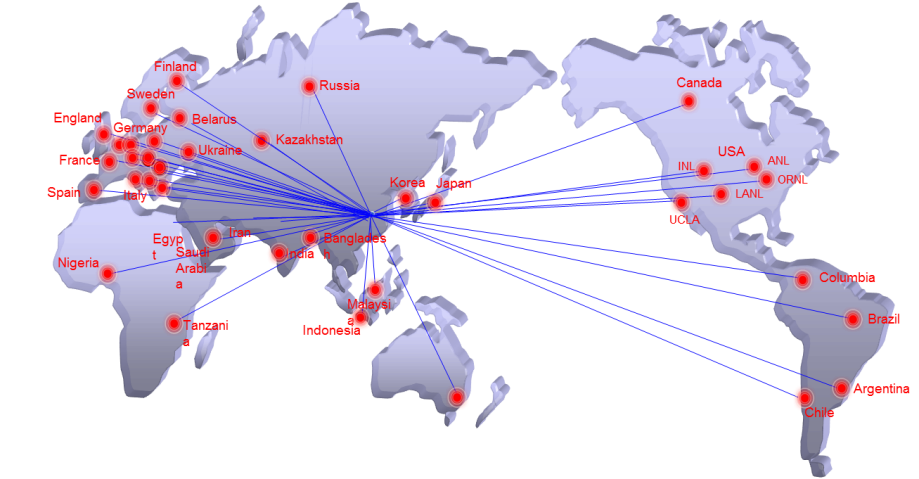 Finland
Russia
Canada
Sweden
England
Germany
Belarus
Kazakhstan
France
Ukraine
USA
INL
ANL
ORNL
Spain
Italy
Korea
Japan
LANL
UCLA
Egyp
t
Saudi
Arabi
a
Iran
India
Banglades
h
Nigeria
Columbia
Malaysi
a
Indonesia
Tanzani
a
Brazil
Argentina
Chile